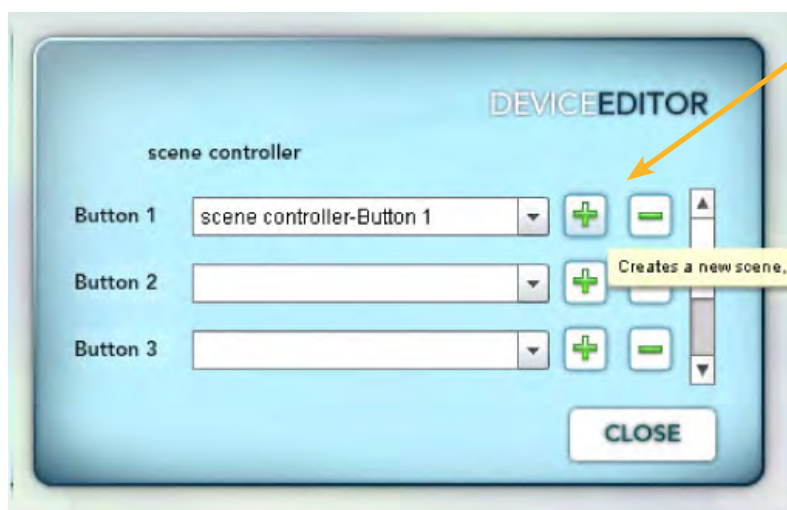 DEVICEEDITOR
scene controller
Button 1 scene controller-Button 1
Creates a new scene,
Button 2
Button 3
CLOSE